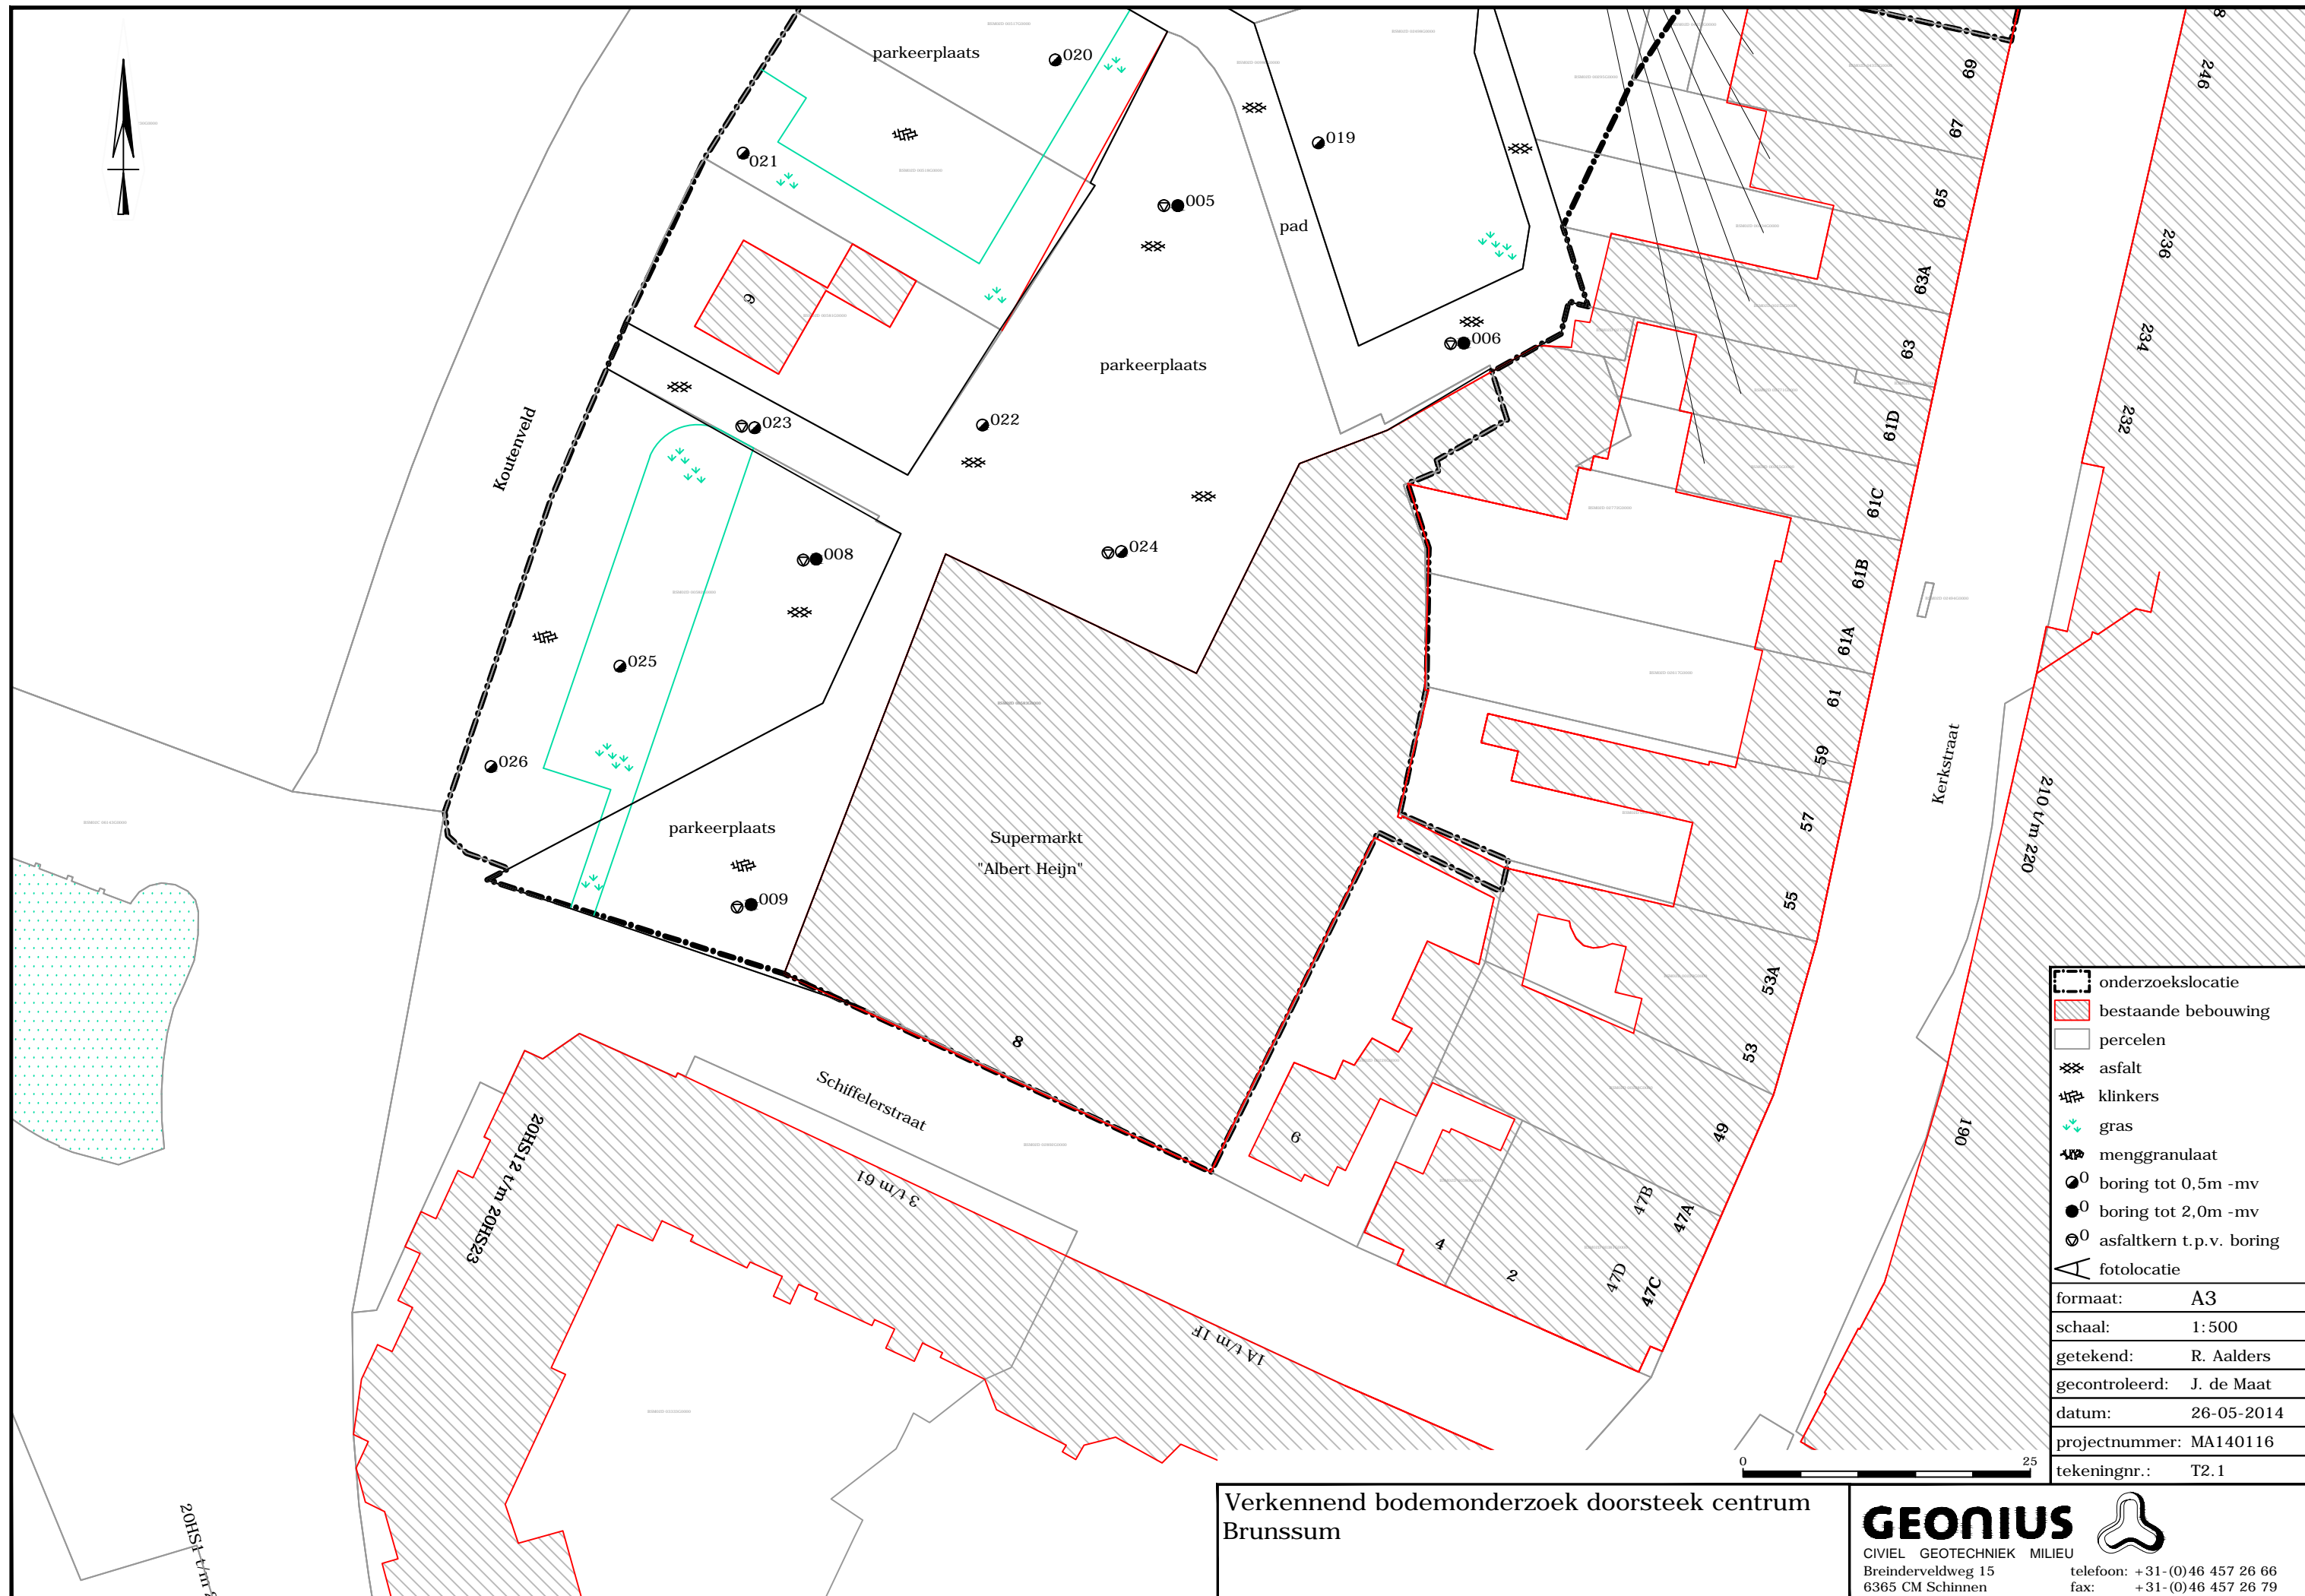 parkeerplaats
020
019
021
005
pad
006
9
parkeerplaats
023
022
024
008
025
026
Koutenveld
parkeerplaats
009
Supermarkt
"Albert Heijn"
8
Schiffelerstraat
3 t/m 61
1A t/m 1F
20HS12 t/m 20HS23
20HS1 t/m
6
4
2
47D
47C
47B
47A
49
53
53A
55
57
59
61
61A
61B
61C
61D
63
63A
65
67
69
Kerkstraat
246
236
234
232
210 t/m 220
190
onderzoekslocatie
bestaande bebouwing
percelen
asfalt
klinkers
gras
menggranulaat
0 boring tot 0,5m -mv
0 boring tot 2,0m -mv
0 asfaltkern t.p.v. boring
fotolocatie
formaat: A3
schaal: 1:500
getekend: R. Aalders
gecontroleerd: J. de Maat
datum: 26-05-2014
projectnummer: MA140116
tekeningnr.: T2.1
0 25
Verkennend bodemonderzoek doorsteek centrum
Brunssum
GEONIUS
CIVIEL GEOTECHNIEK MILIEU
Breinderveldweg 15 telefoon: +31-(0)46 457 26 66
6365 CM Schinnen fax: +31-(0)46 457 26 79